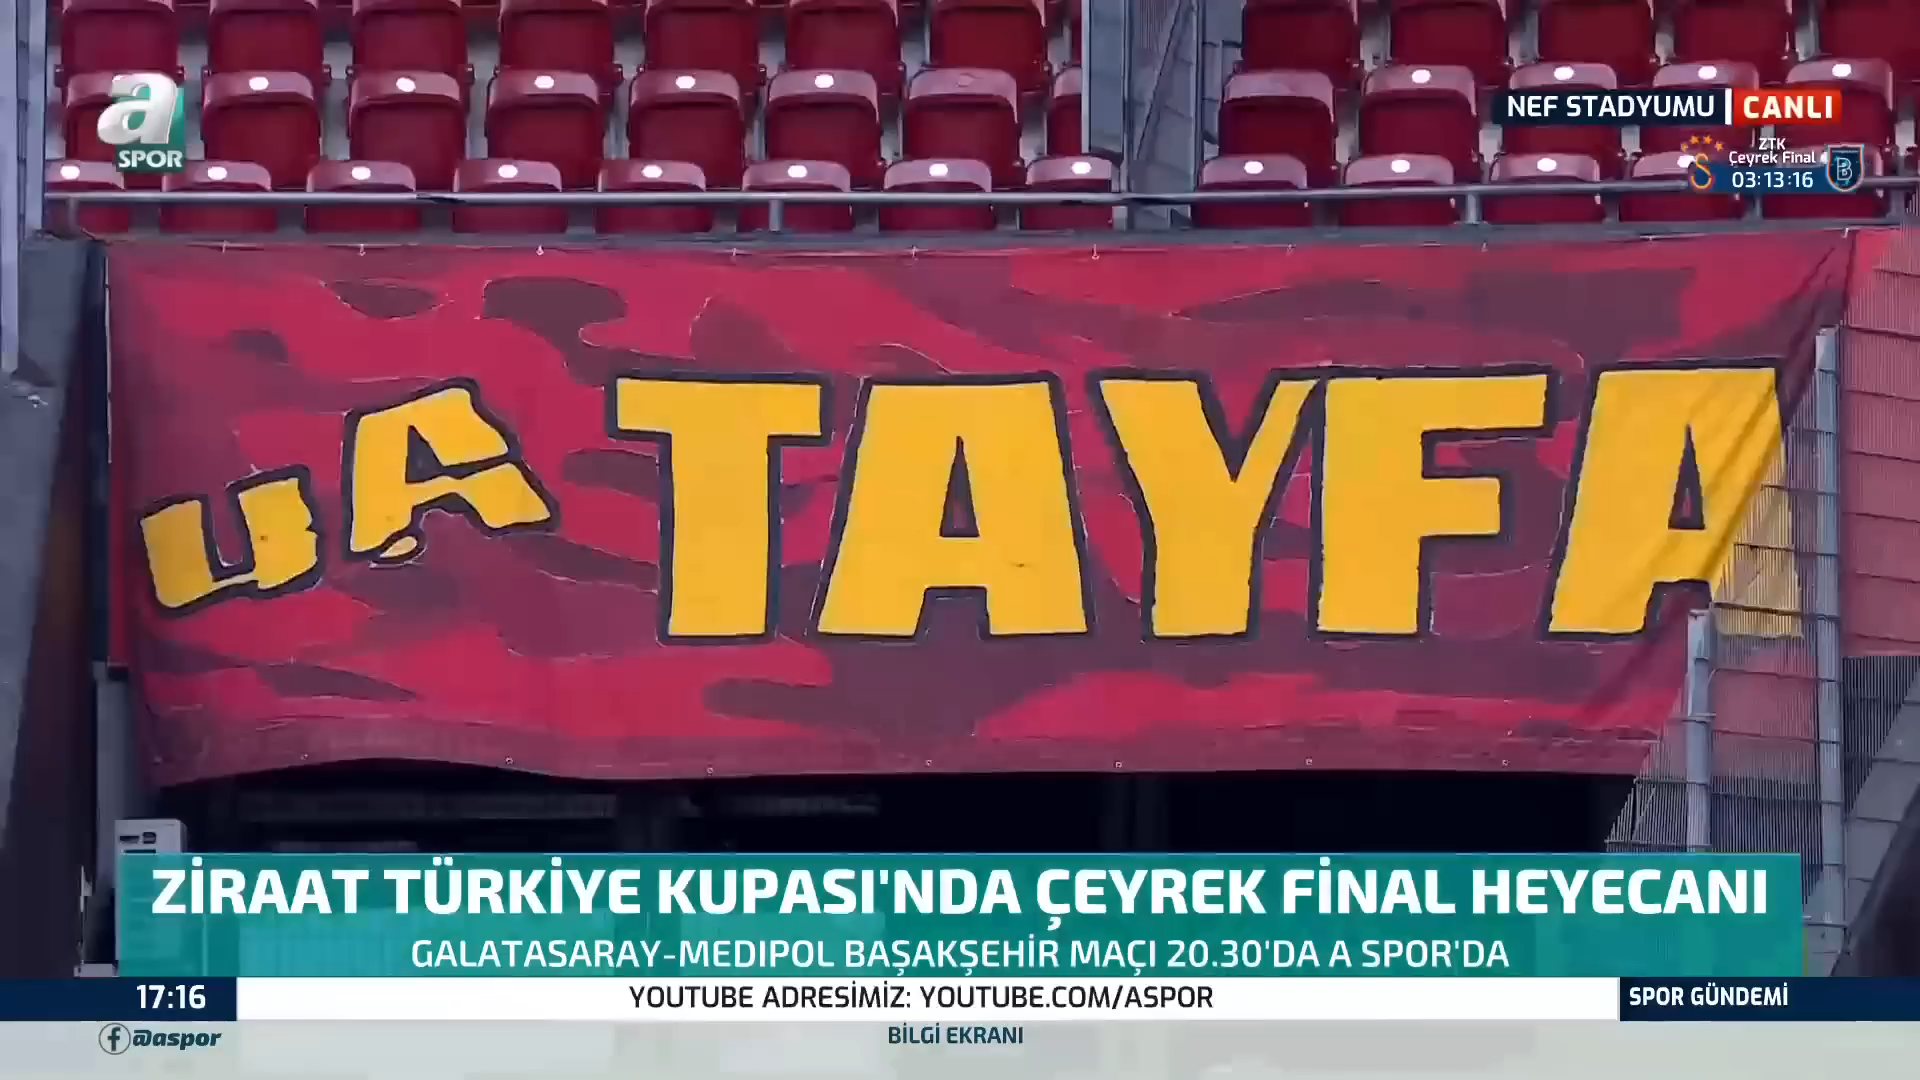 a
SPOR
NEF STADYUMU | CANLI
ZTK
Çeyrek Final
03:13:16
UA TAYFA
ZİRAAT TÜRKİYE KUPASI'NDA ÇEYREK FİNAL HEYECANI
GALATASARAY-MEDIPOL BAŞAKŞEHİR MAÇI 20.30'DA A SPOR'DA
17:16
YOUTUBE ADRESİMİZ: YOUTUBE.COM/ASPOR
SPOR GÜNDEMİ
@aspor
BİLGİ EKRANI